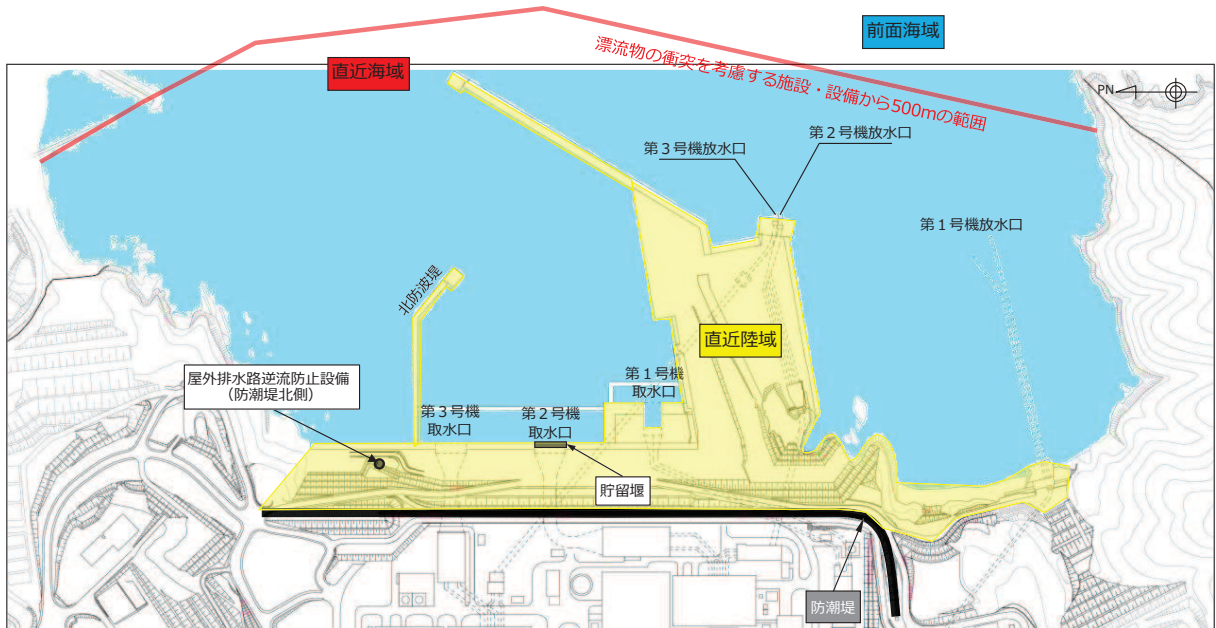 前面海域
直近海域
漂流物の衝突を考慮する施設・設備から500mの範囲
PN
第２号機放水口
第３号機放水口
第１号機放水口
北防波堤
直近陸域
屋外排水路逆流防止設備
（防潮堤北側）
第１号機
取水口
第３号機
取水口
第２号機
取水口
貯留堰
防潮堤